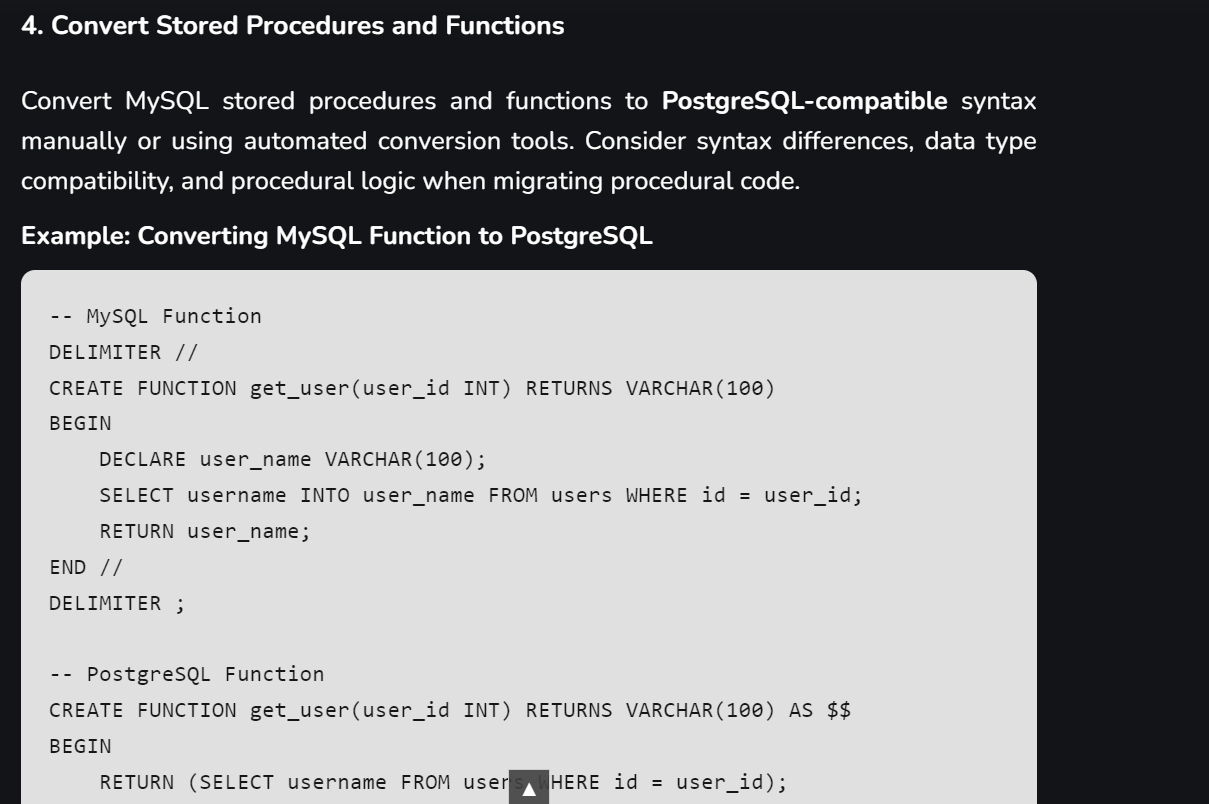 4. Convert Stored Procedures and Functions
Convert MySQL stored procedures and functions to PostgreSQL-compatible syntax
manually or using automated conversion tools. Consider syntax differences, data type
compatibility, and procedural logic when migrating procedural code.
Example: Converting MySQL Function to PostgreSQL
-- MySQL Function
DELIMITER //
CREATE FUNCTION get_user(user_id INT) RETURNS VARCHAR(100)
BEGIN
    DECLARE user_name VARCHAR(100);
    SELECT username INTO user_name FROM users WHERE id = user_id;
    RETURN user_name;
END //
DELIMITER ;
-- PostgreSQL Function
CREATE FUNCTION get_user(user_id INT) RETURNS VARCHAR(100) AS $$
BEGIN
    RETURN (SELECT username FROM users WHERE id = user_id);